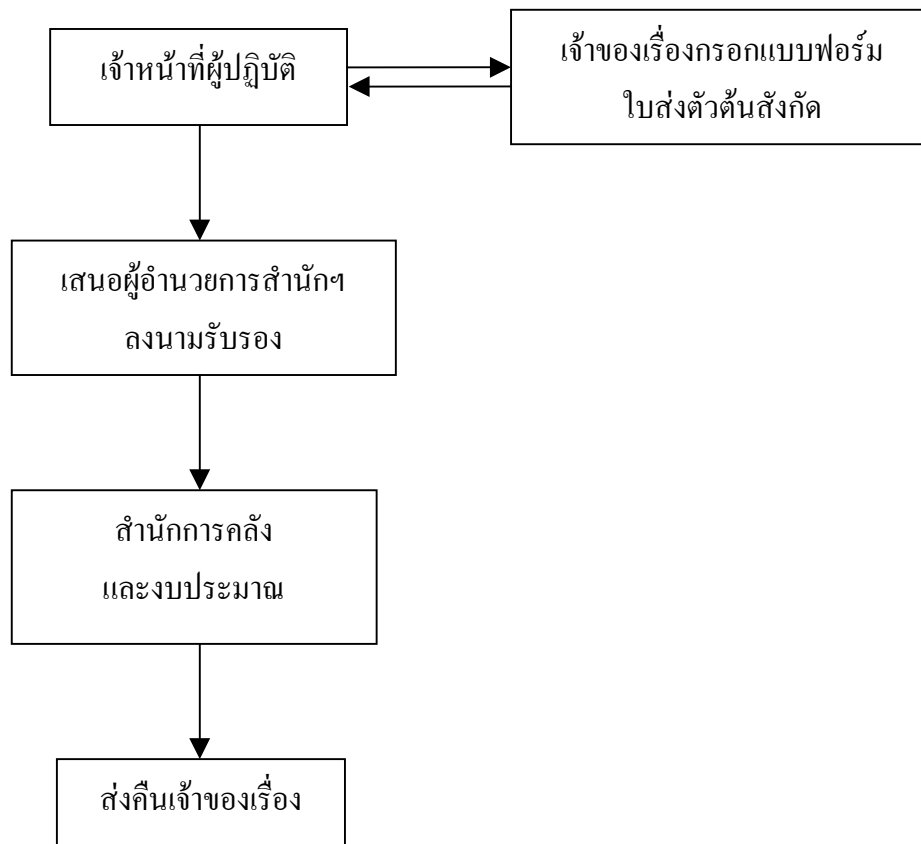 เจ้าหน้าที่ผู้ปฏิบัติ
เจ้าของเรื่องกรอกแบบฟอร์ม
ใบส่งตัวต้นสังกัด
เสนอผู้อำนวยการสำนักฯ
ลงนามรับรอง
สำนักการคลัง
และงบประมาณ
ส่งคืนเจ้าของเรื่อง